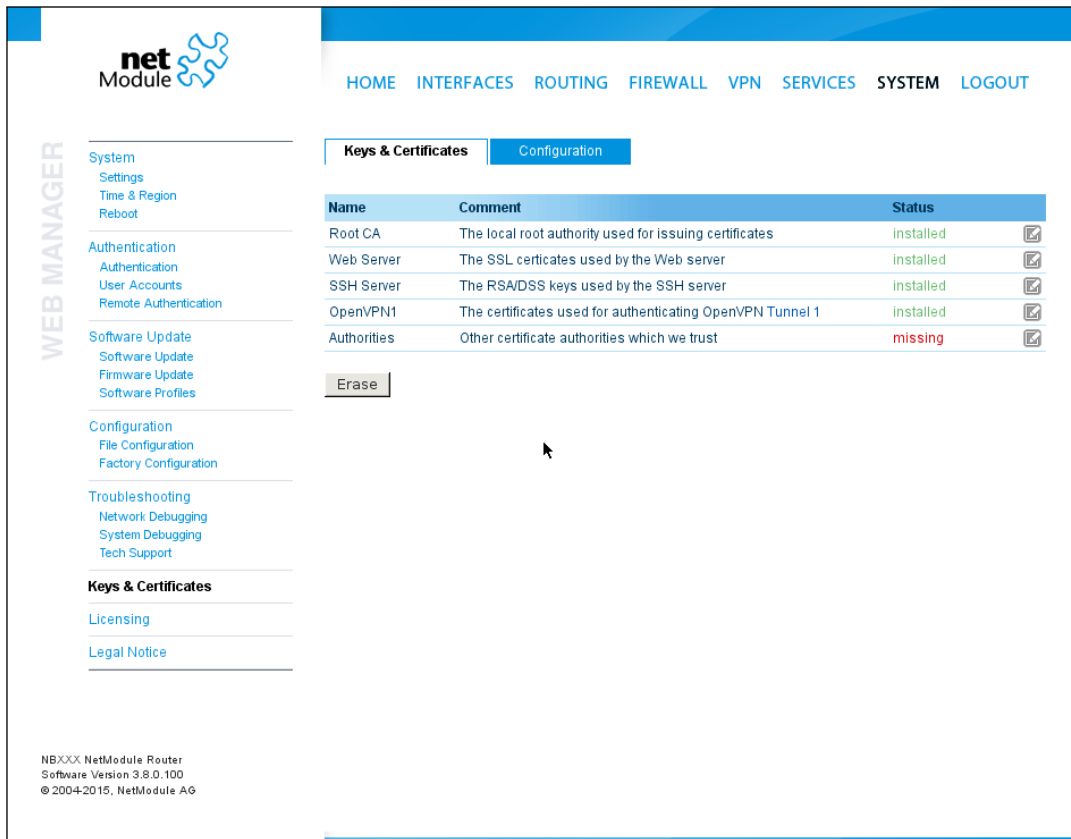 net
Module
HOME INTERFACES ROUTING FIREWALL VPN SERVICES SYSTEM LOGOUT
WEB MANAGER
System
Settings
Time & Region
Reboot
Authentication
Authentication
User Accounts
Remote Authentication
Software Update
Software Update
Firmware Update
Software Profiles
Configuration
File Configuration
Factory Configuration
Troubleshooting
Network Debugging
System Debugging
Tech Support
Keys & Certificates
Licensing
Legal Notice
Keys & Certificates Configuration
Name Comment Status
Root CA The local root authority used for issuing certificates installed
Web Server The SSL certicates used by the Web server installed
SSH Server The RSA/DSS keys used by the SSH server installed
OpenVPN1 The certificates used for authenticating OpenVPN Tunnel 1 installed
Authorities Other certificate authorities which we trust missing
Erase
NBXXX NetModule Router
Software Version 3.8.0.100
© 2004-2015, NetModule AG